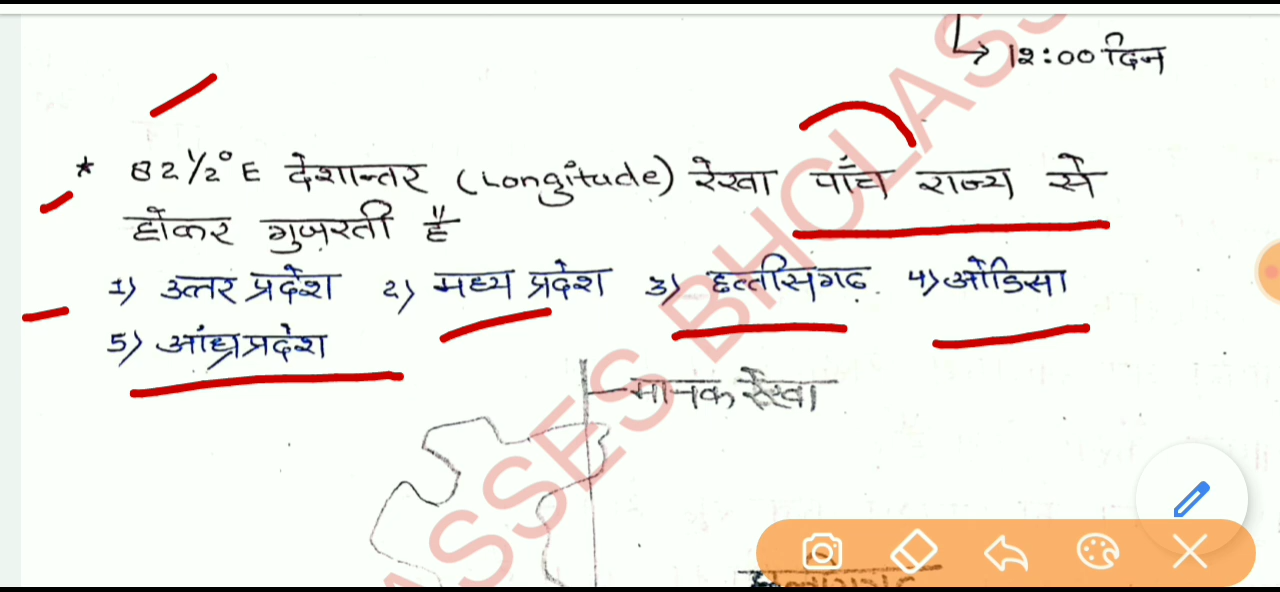 12:00 दिन
* 82½° E देशान्तर (Longitude) रेखा पाँच राज्य से
होकर गुजरती है
1) उत्तर प्रदेश 2) मध्य प्रदेश 3) छत्तीसगढ़ 4) ओडिसा
5) आंध्रप्रदेश
मानक रेखा
ASSES BHOLASS